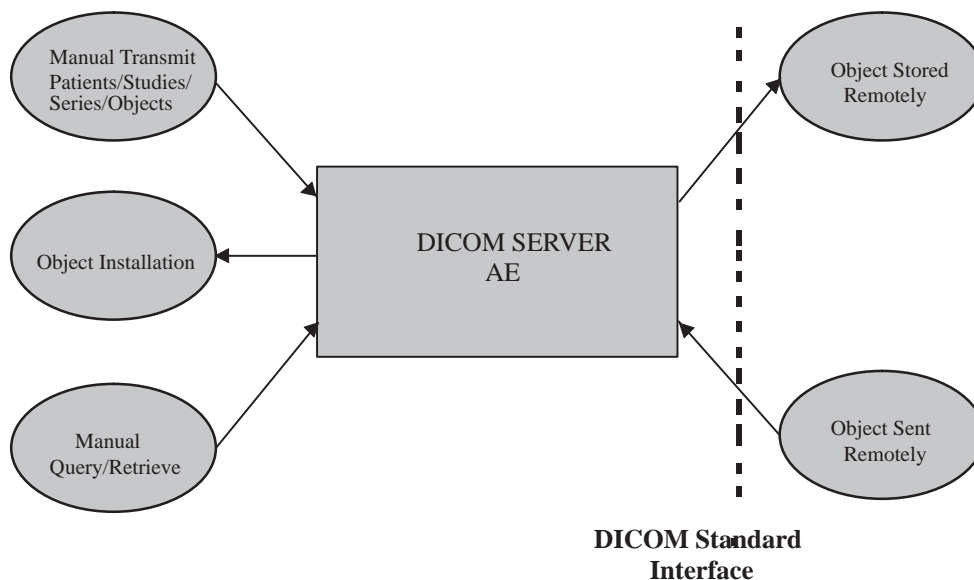 Manual Transmit
Patients/Studies/
Series/Objects
Object Installation
Manual
Query/Retrieve
DICOM SERVER
AE
Object Stored
Remotely
Object Sent
Remotely
DICOM Standard
Interface